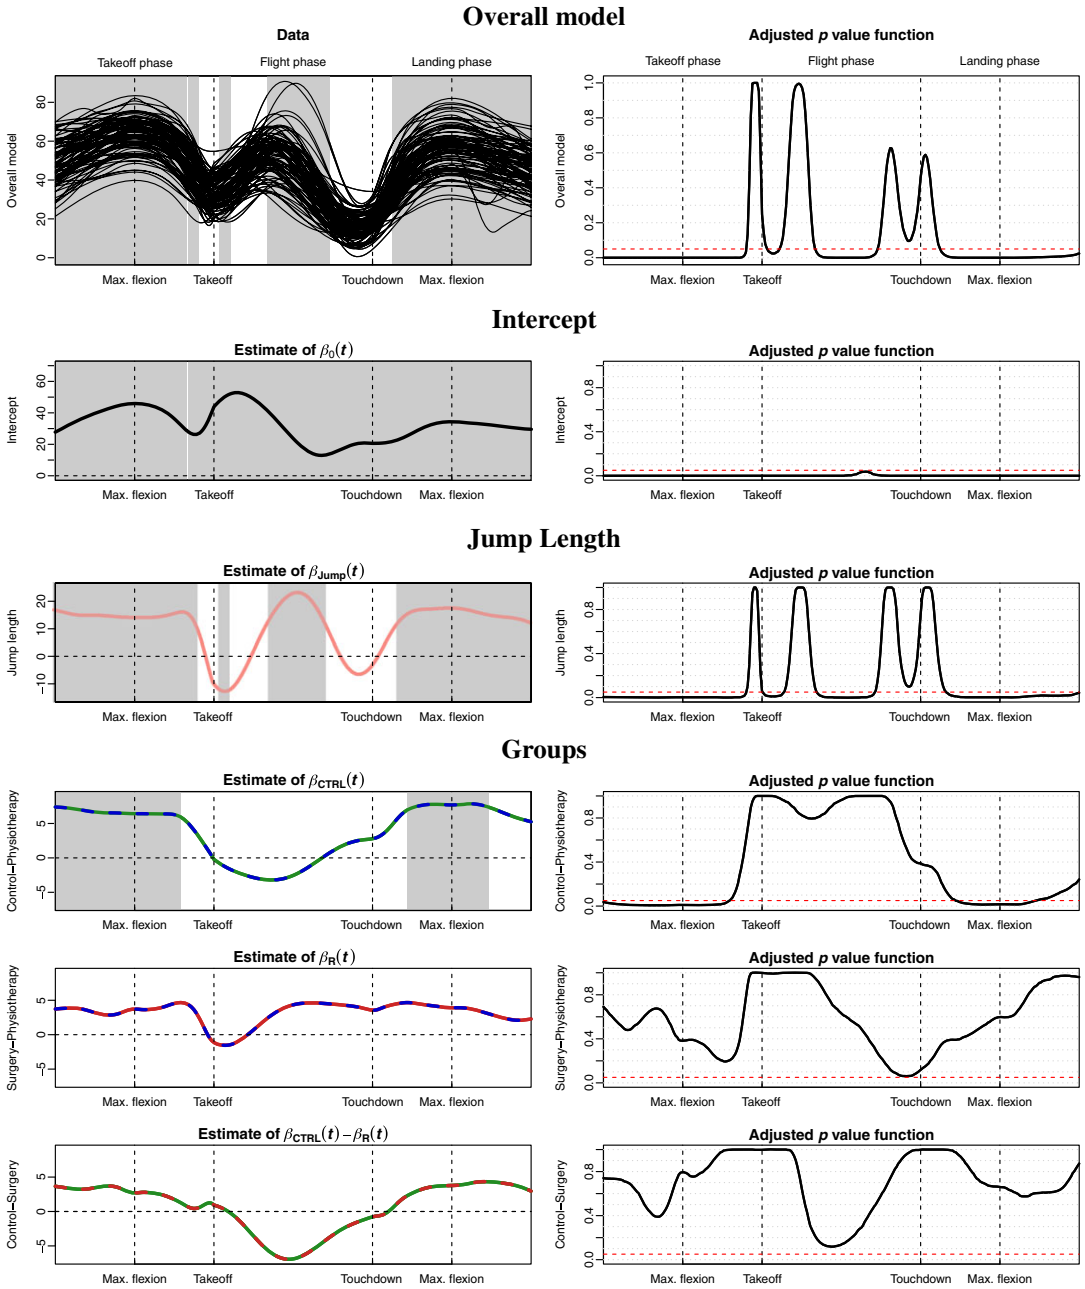 Overall model
Data
Adjusted p value function
Takeoff phase Flight phase Landing phase
Takeoff phase Flight phase Landing phase
Overall model
0 20 40 60 80
Max. flexion Takeoff Touchdown Max. flexion
Overall model
0.0 0.2 0.4 0.6 0.8 1.0
Max. flexion Takeoff Touchdown Max. flexion
Intercept
Estimate of β0(t)
Adjusted p value function
Intercept
0 20 40 60
Max. flexion Takeoff Touchdown Max. flexion
Intercept
0.0 0.4 0.8
Max. flexion Takeoff Touchdown Max. flexion
Jump Length
Estimate of βJump(t)
Adjusted p value function
Jump length
−10 0 10 20
Max. flexion Takeoff Touchdown Max. flexion
Jump length
0.0 0.4 0.8
Max. flexion Takeoff Touchdown Max. flexion
Groups
Estimate of βCTRL(t)
Adjusted p value function
Control−Physiotherapy
−5 0 5
Max. flexion Takeoff Touchdown Max. flexion
Control−Physiotherapy
0.0 0.4 0.8
Max. flexion Takeoff Touchdown Max. flexion
Estimate of βR(t)
Adjusted p value function
Surgery−Physiotherapy
−5 0 5
Max. flexion Takeoff Touchdown Max. flexion
Surgery−Physiotherapy
0.0 0.4 0.8
Max. flexion Takeoff Touchdown Max. flexion
Estimate of βCTRL(t) − βR(t)
Adjusted p value function
Control−Surgery
−5 0 5
Max. flexion Takeoff Touchdown Max. flexion
Control−Surgery
0.0 0.4 0.8
Max. flexion Takeoff Touchdown Max. flexion